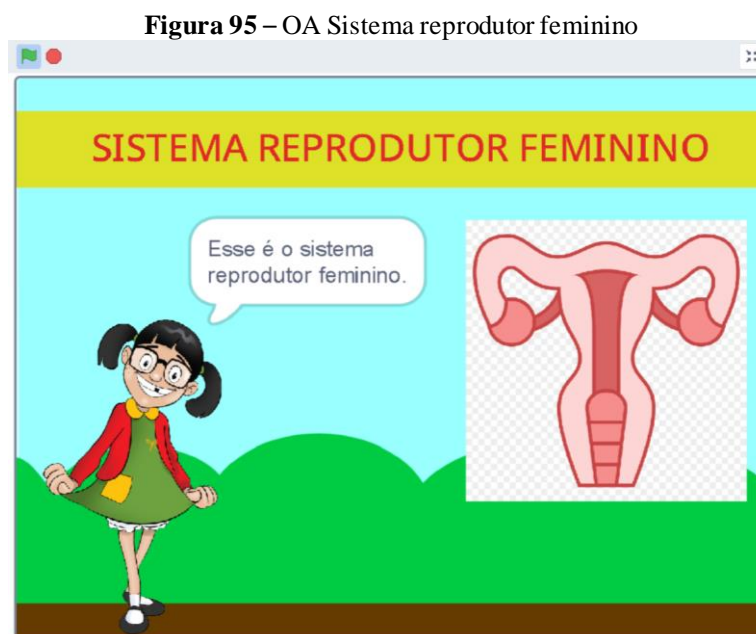 Figura 95 – OA Sistema reprodutor feminino
SISTEMA REPRODUTOR FEMININO
Esse é o sistema
reprodutor feminino.